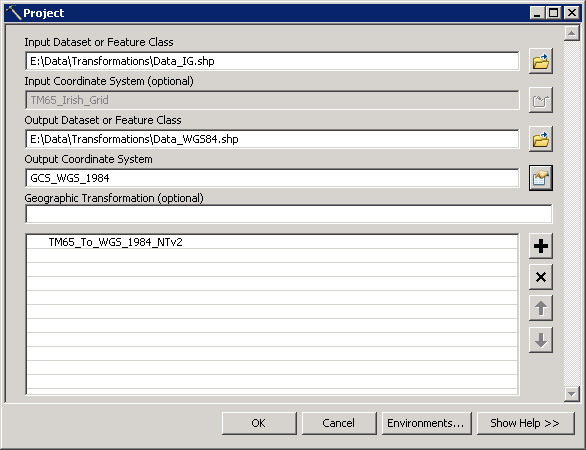 Project
Input Dataset or Feature Class
E:\Data\Transformations\Data_IG.shp
Input Coordinate System (optional)
TM65_Irish_Grid
Output Dataset or Feature Class
E:\Data\Transformations\Data_WGS84.shp
Output Coordinate System
GCS_WGS_1984
Geographic Transformation (optional)
TM65_To_WGS_1984_NTv2
OK Cancel Environments... Show Help >>